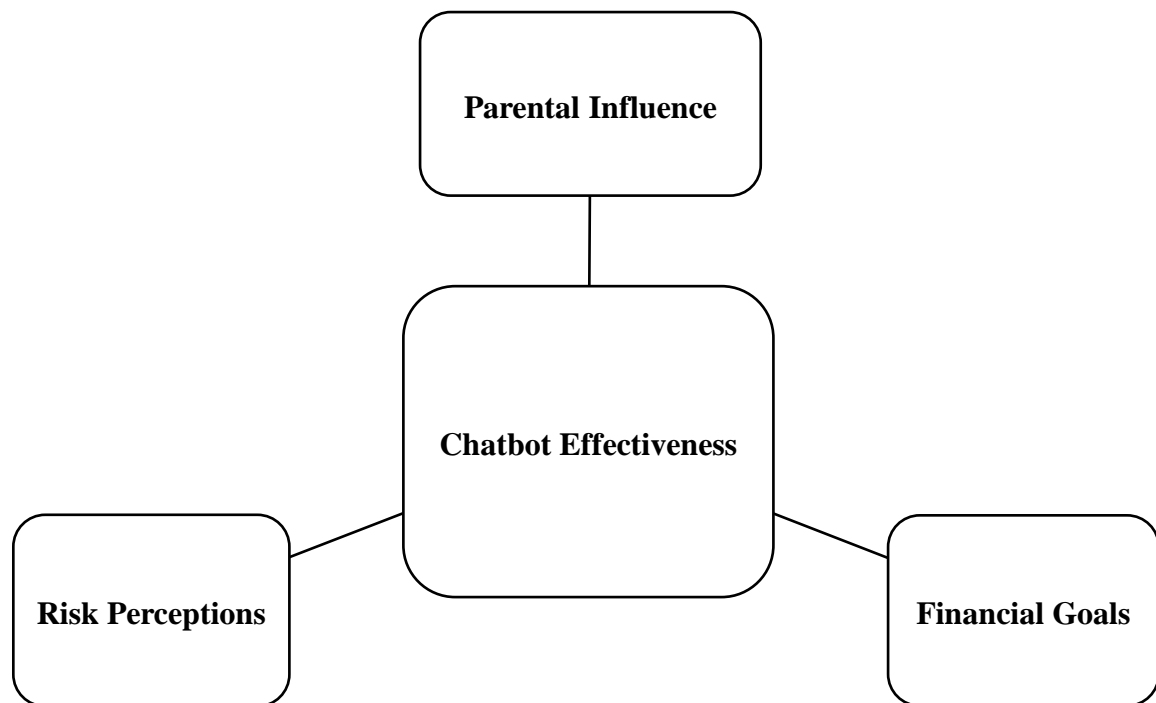 Parental Influence
Chatbot Effectiveness
Risk Perceptions
Financial Goals